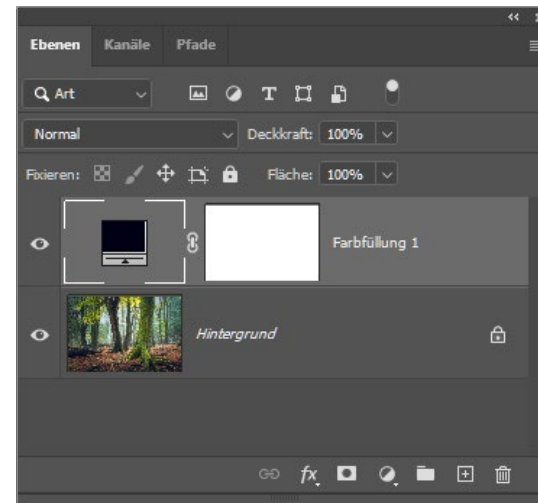 Ebenen Kanäle Pfade
Art
Normal Deckkraft: 100%
Fixieren: Fläche: 100%
Farbfüllung 1
Hintergrund
fx